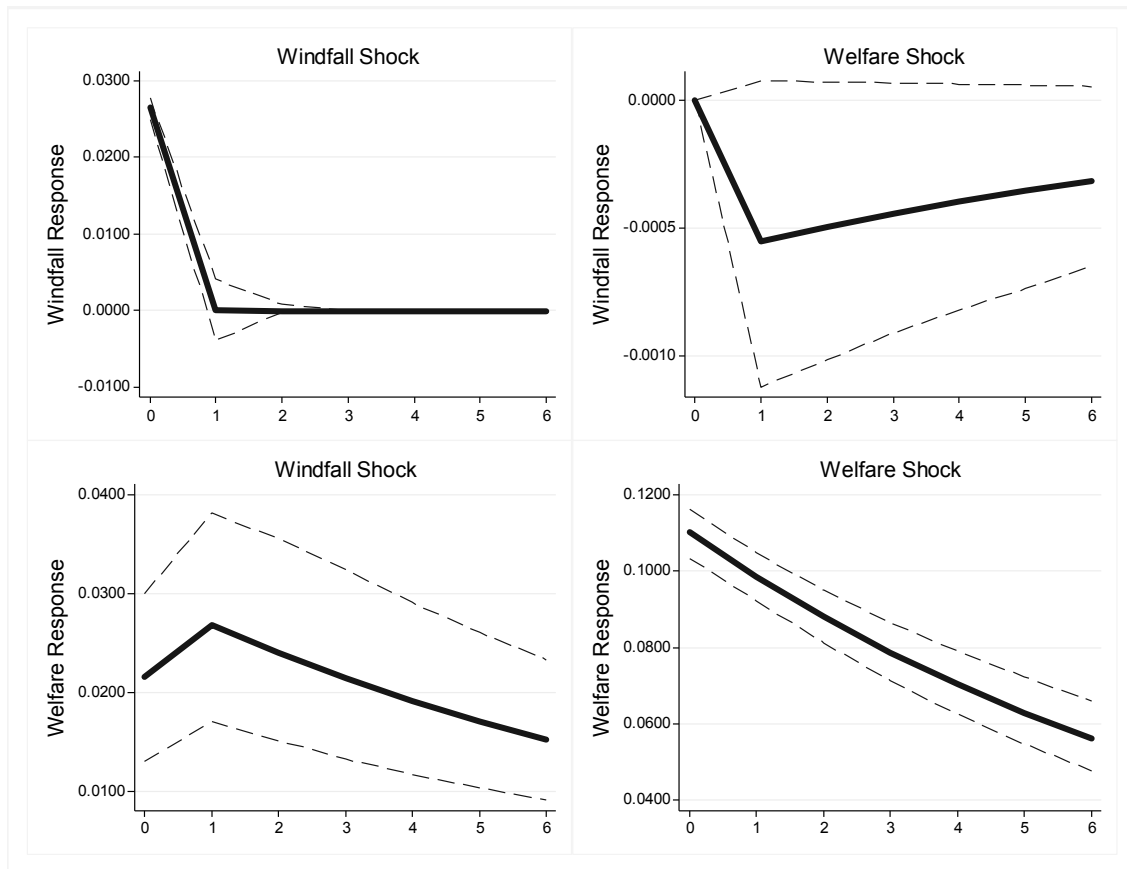 Windfall Shock
Windfall Response
0.0300
0.0200
0.0100
0.0000
-0.0100
0 1 2 3 4 5 6
Welfare Shock
Windfall Response
0.0000
-0.0005
-0.0010
0 1 2 3 4 5 6
Windfall Shock
Welfare Response
0.0400
0.0300
0.0200
0.0100
0 1 2 3 4 5 6
Welfare Shock
Welfare Response
0.1200
0.1000
0.0800
0.0600
0.0400
0 1 2 3 4 5 6